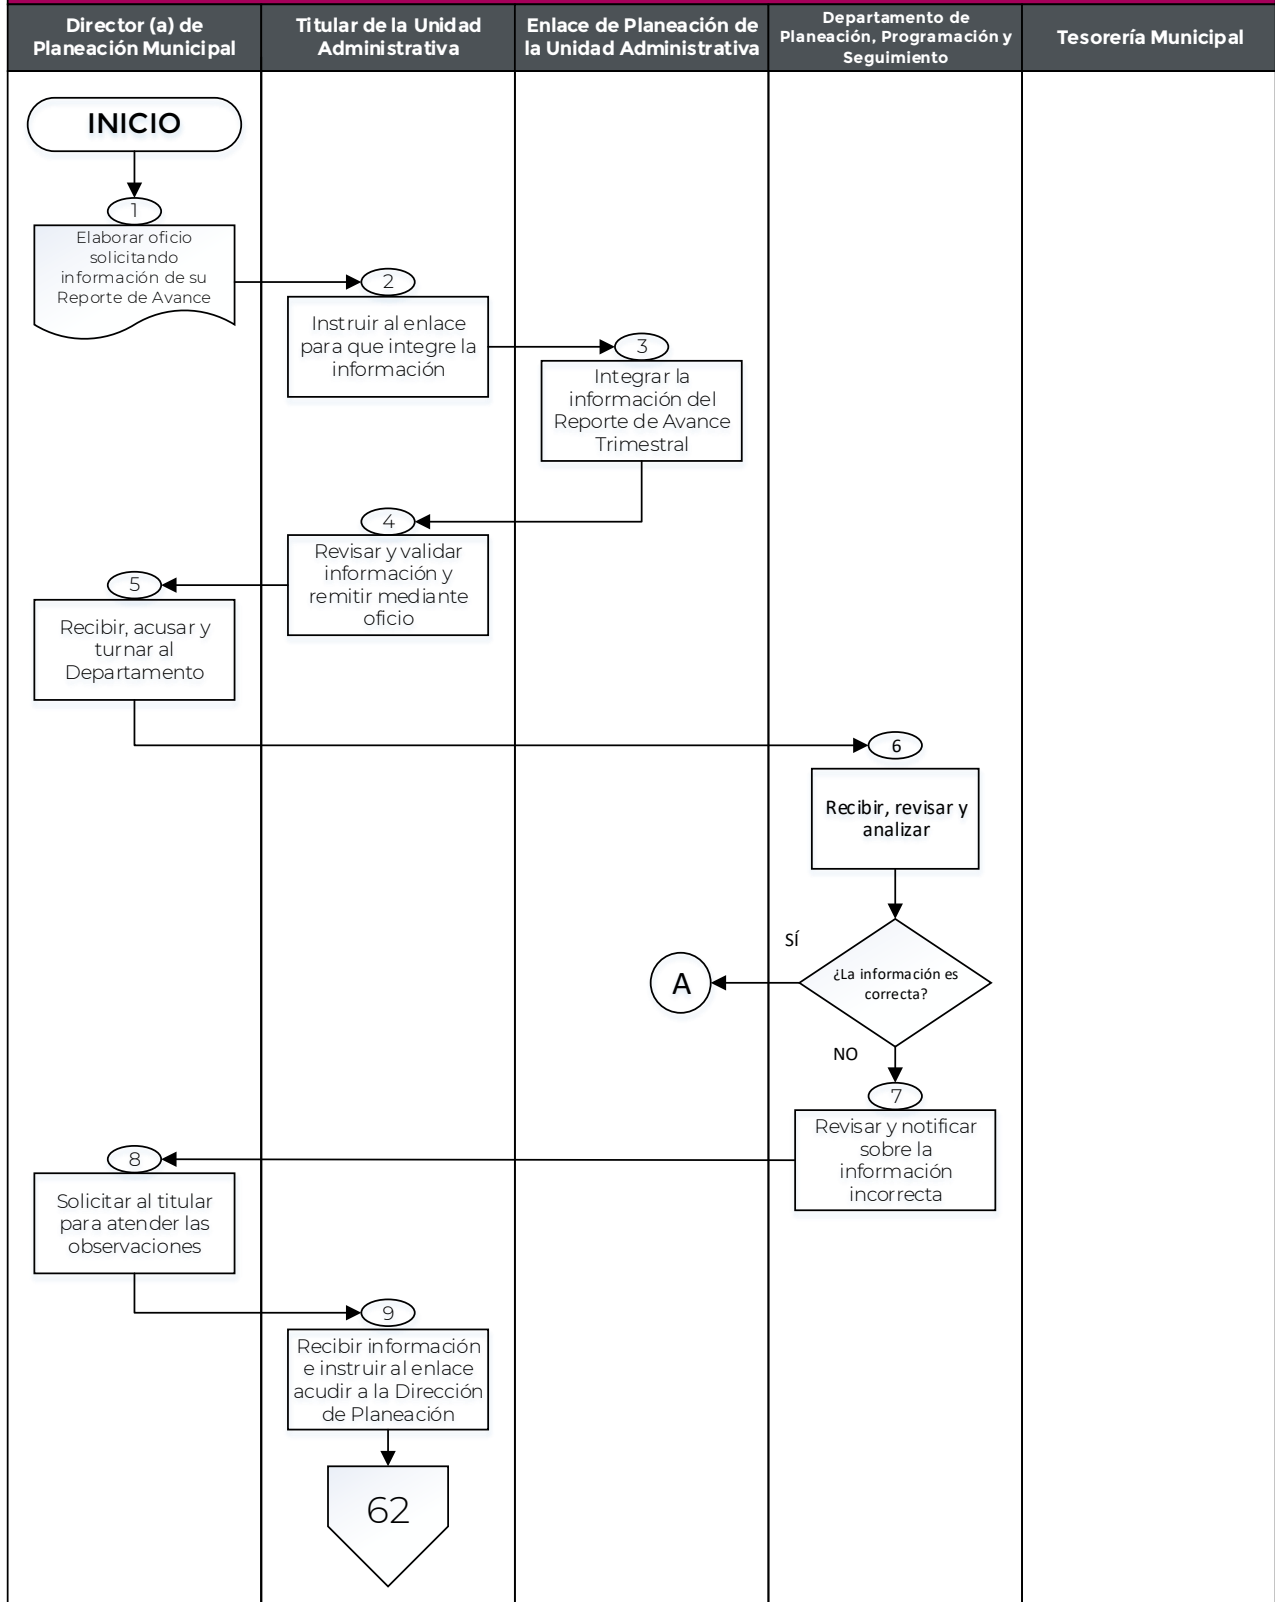 Director (a) de
Planeación Municipal
Titular de la Unidad
Administrativa
Enlace de Planeación de
la Unidad Administrativa
Departamento de
Planeación, Programación y
Seguimiento
Tesorería Municipal
INICIO
1
Elaborar oficio
solicitando
información de su
Reporte de Avance
2
Instruir al enlace
para que integre la
información
3
Integrar la
información del
Reporte de Avance
Trimestral
4
Revisar y validar
información y
remitir mediante
oficio
5
Recibir, acusar y
turnar al
Departamento
6
Recibir, revisar y
analizar
SÍ
¿La información es
correcta?
A
NO
7
Revisar y notificar
sobre la
información
incorrecta
8
Solicitar al titular
para atender las
observaciones
9
Recibir información
e instruir al enlace
acudir a la Dirección
de Planeación
62